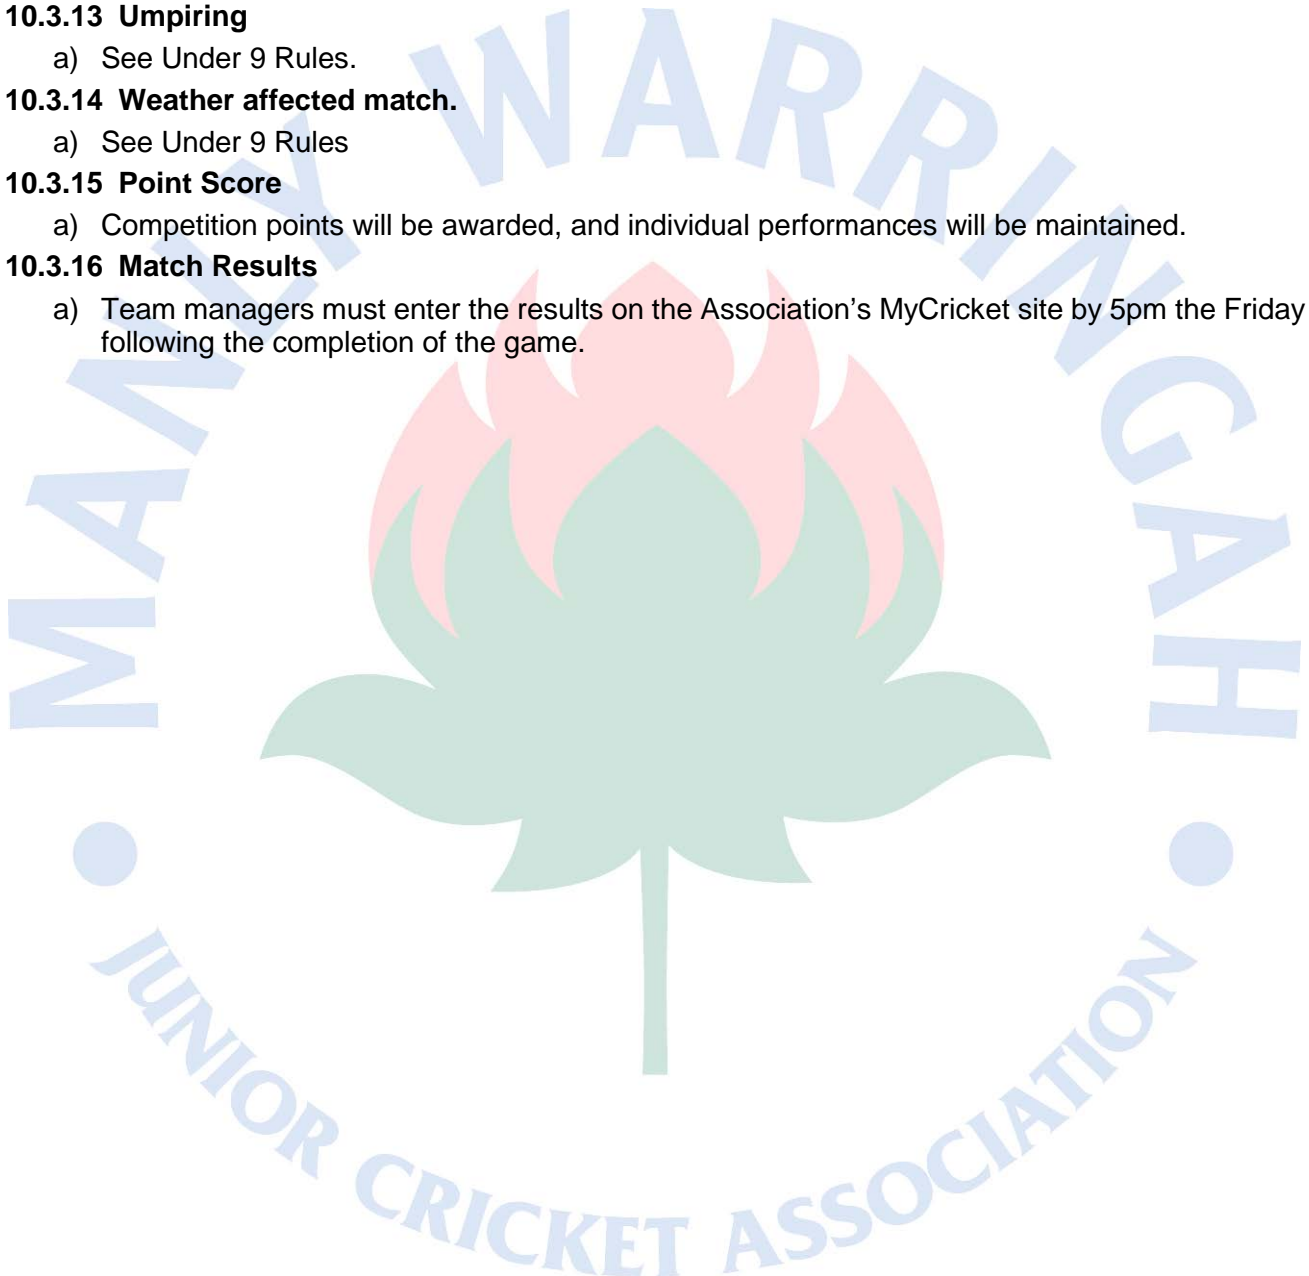 10.3.13 Umpiring
a) See Under 9 Rules.
10.3.14 Weather affected match.
a) See Under 9 Rules
10.3.15 Point Score
a) Competition points will be awarded, and individual performances will be maintained.
10.3.16 Match Results
a) Team managers must enter the results on the Association’s MyCricket site by 5pm the Friday
following the completion of the game.
MANLY WARRINGAH
JUNIOR CRICKET ASSOCIATION